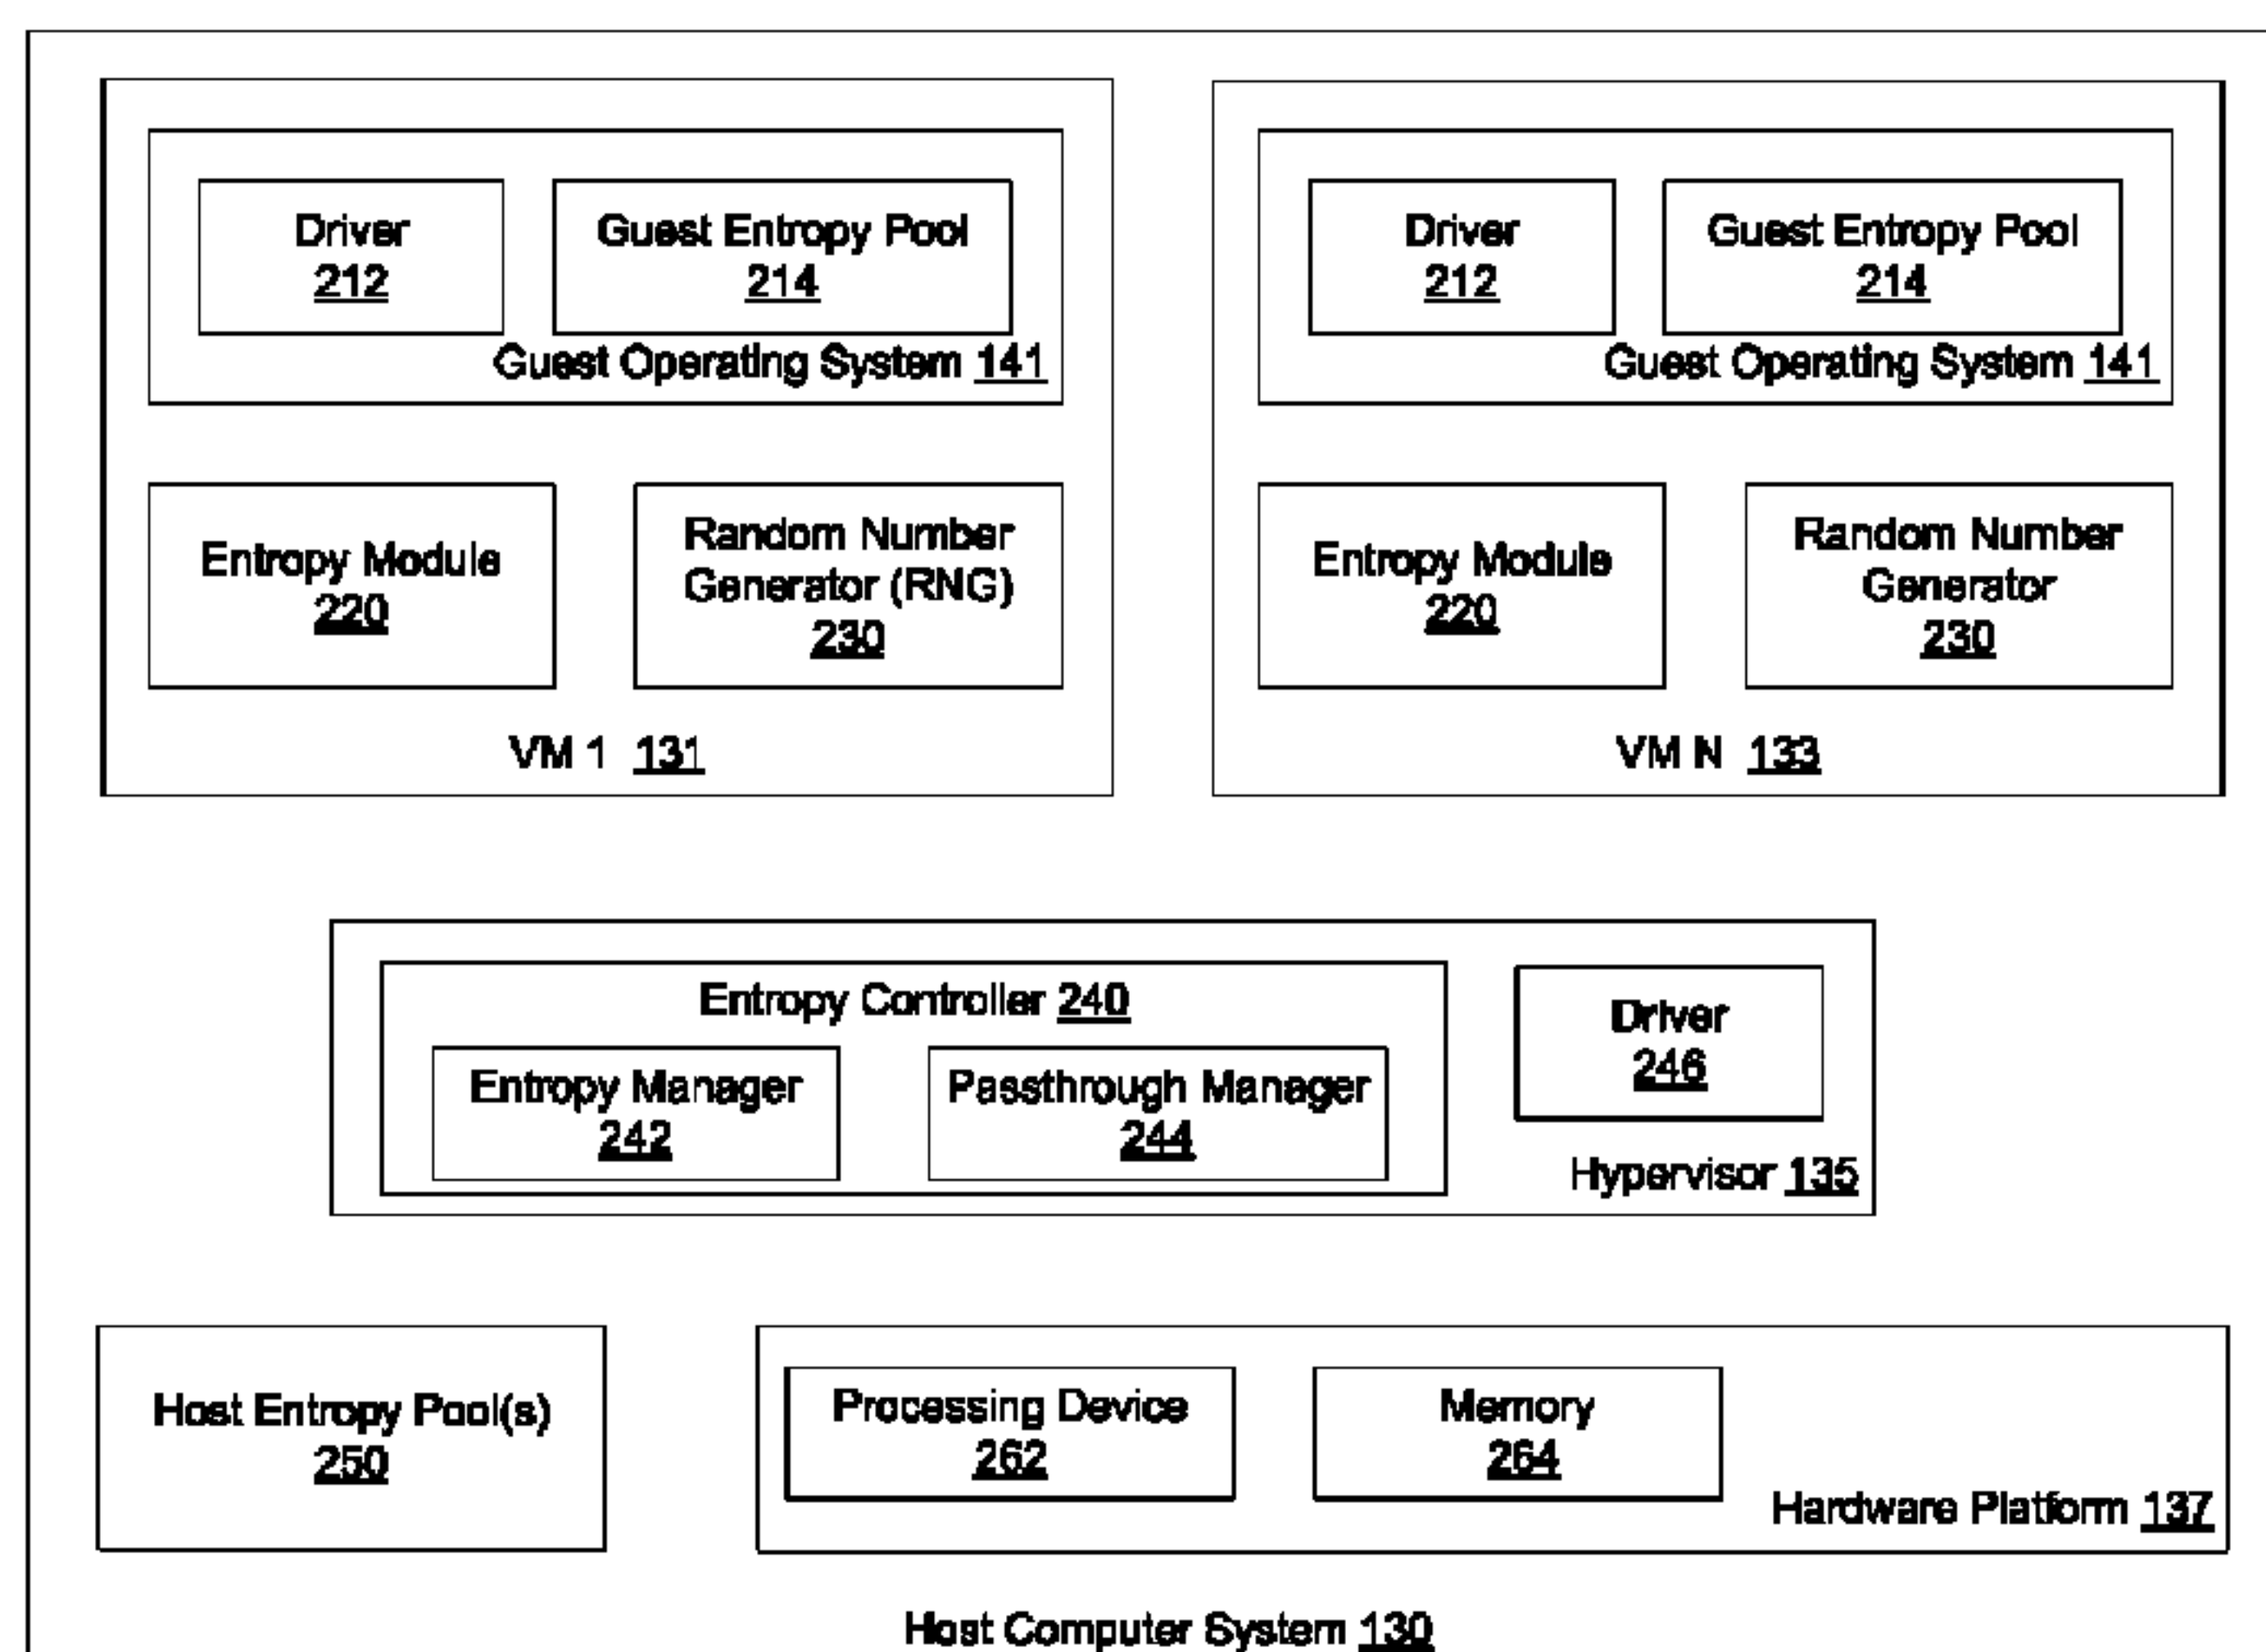 Driver
212
Guest Entropy Pool
214
Guest Operating System 141
Entropy Module
220
Random Number
Generator (RNG)
230
VM 1 131
Driver
212
Guest Entropy Pool
214
Guest Operating System 141
Entropy Module
220
Random Number
Generator
230
VM N 133
Entropy Controller 240
Entropy Manager
242
Passthrough Manager
244
Driver
246
Hypervisor 135
Host Entropy Pool(s)
250
Processing Device
262
Memory
264
Hardware Platform 137
Host Computer System 130